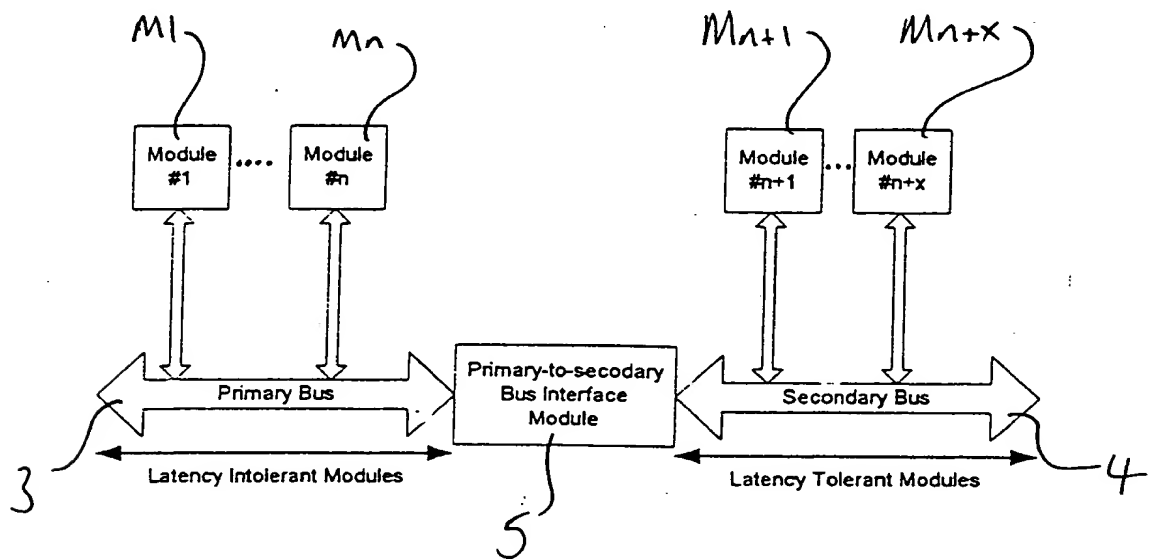 M1 Mn Mn+1 Mn+x
Module
#1
....
Module
#n
Module
#n+1
...
Module
#n+x
Primary Bus
Primary-to-secodary
Bus Interface
Module
Secondary Bus
3
Latency Intolerant Modules
5
Latency Tolerant Modules
4